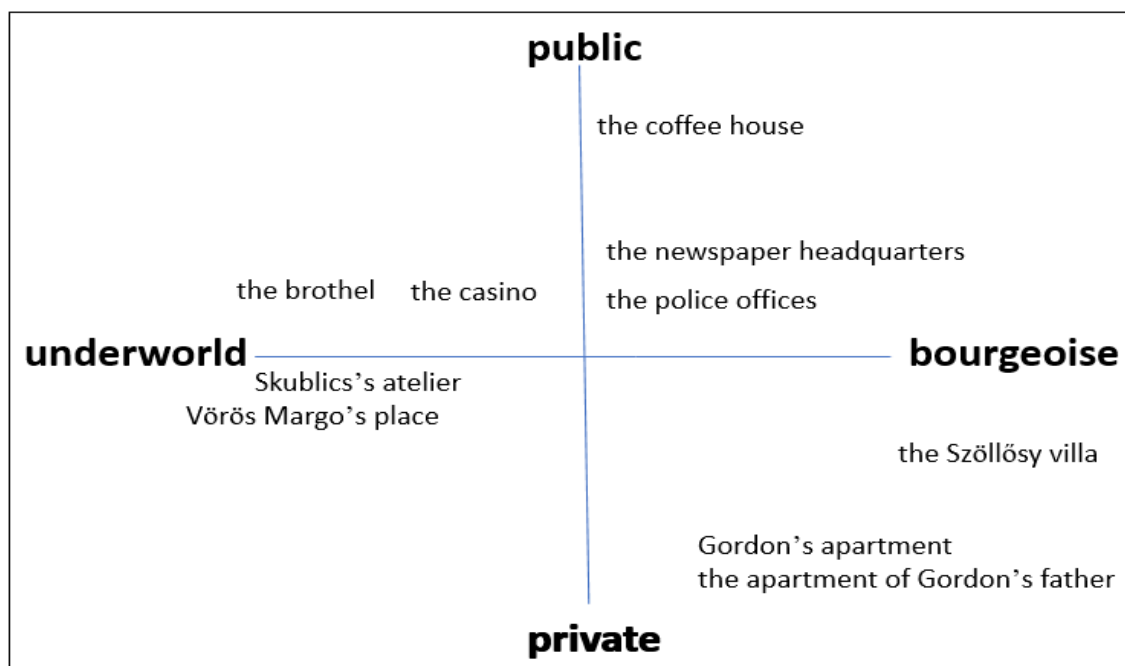 public
the coffee house
the newspaper headquarters
the brothel
the casino
the police offices
underworld
bourgeoise
Skublics’s atelier
Vörös Margo’s place
the Szöllősy villa
Gordon’s apartment
the apartment of Gordon’s father
private